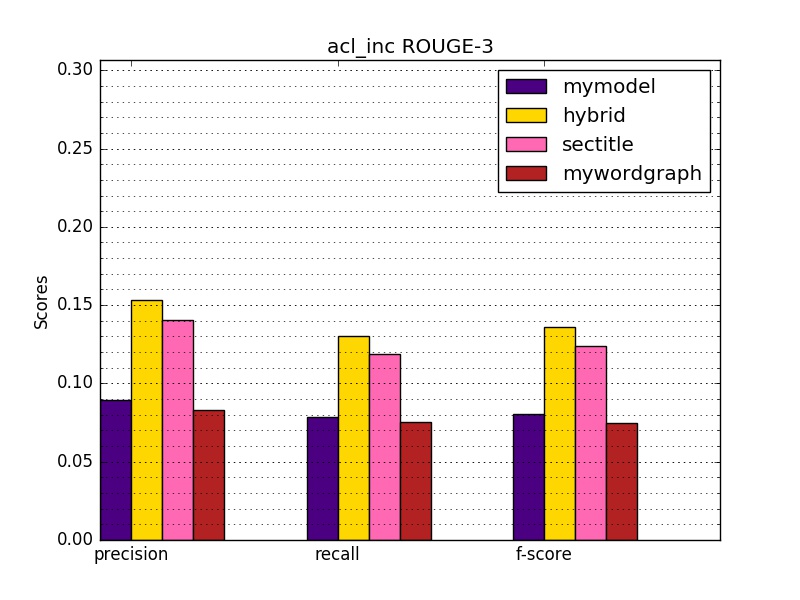 acl_inc ROUGE-3
mymodel
hybrid
sectitle
mywordgraph
Scores
0.30
0.25
0.20
0.15
0.10
0.05
0.00
precision recall f-score